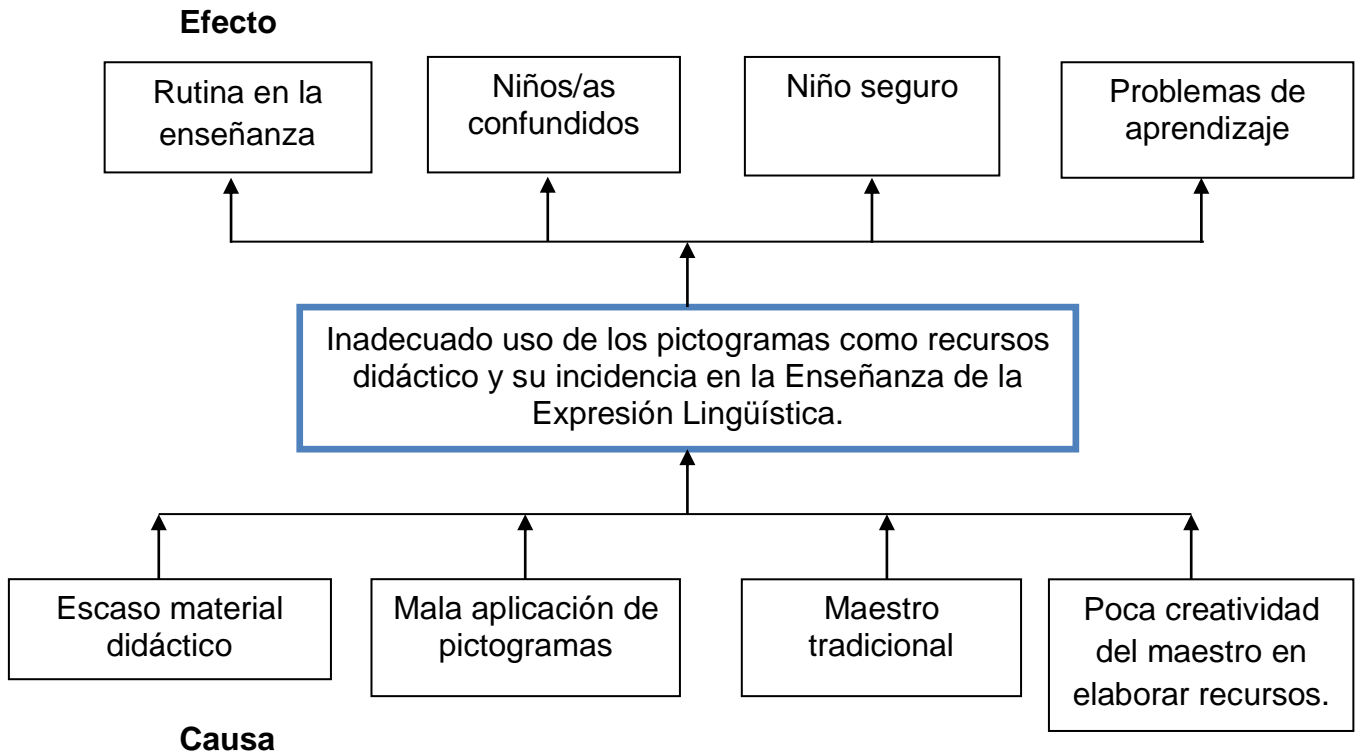 Efecto
Rutina en la
enseñanza
Niños/as
confundidos
Niño seguro
Problemas de
aprendizaje
Inadecuado uso de los pictogramas como recursos
didáctico y su incidencia en la Enseñanza de la
Expresión Lingüística.
Escaso material
didáctico
Mala aplicación de
pictogramas
Maestro
tradicional
Poca creatividad
del maestro en
elaborar recursos.
Causa